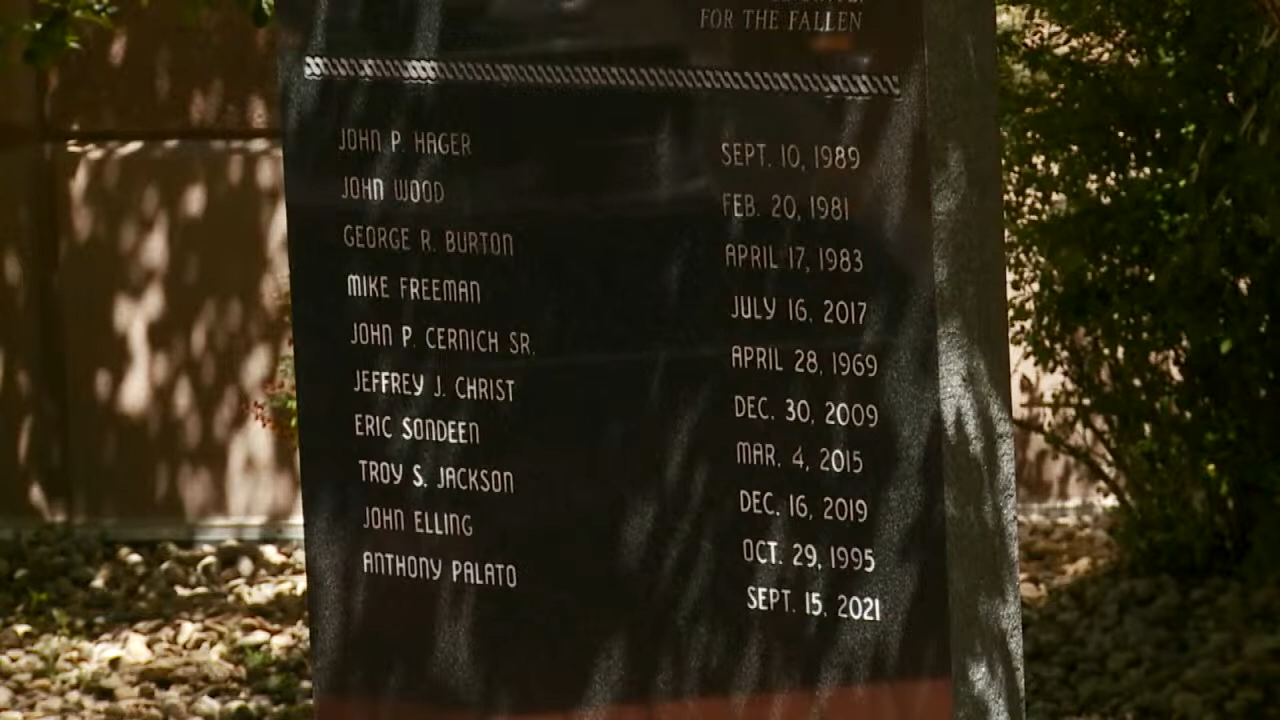 FOR THE FALLEN
JOHN P. HAGER SEPT. 10, 1989
JOHN WOOD FEB. 20, 1981
GEORGE R. BURTON APRIL 17, 1983
MIKE FREEMAN JULY 16, 2017
JOHN P. CERNICH SR. APRIL 28, 1969
JEFFREY J. CHRIST DEC. 30, 2009
ERIC SONDEEN MAR. 4, 2015
TROY S. JACKSON DEC. 16, 2019
JOHN ELLING OCT. 29, 1995
ANTHONY PALATO SEPT. 15, 2021